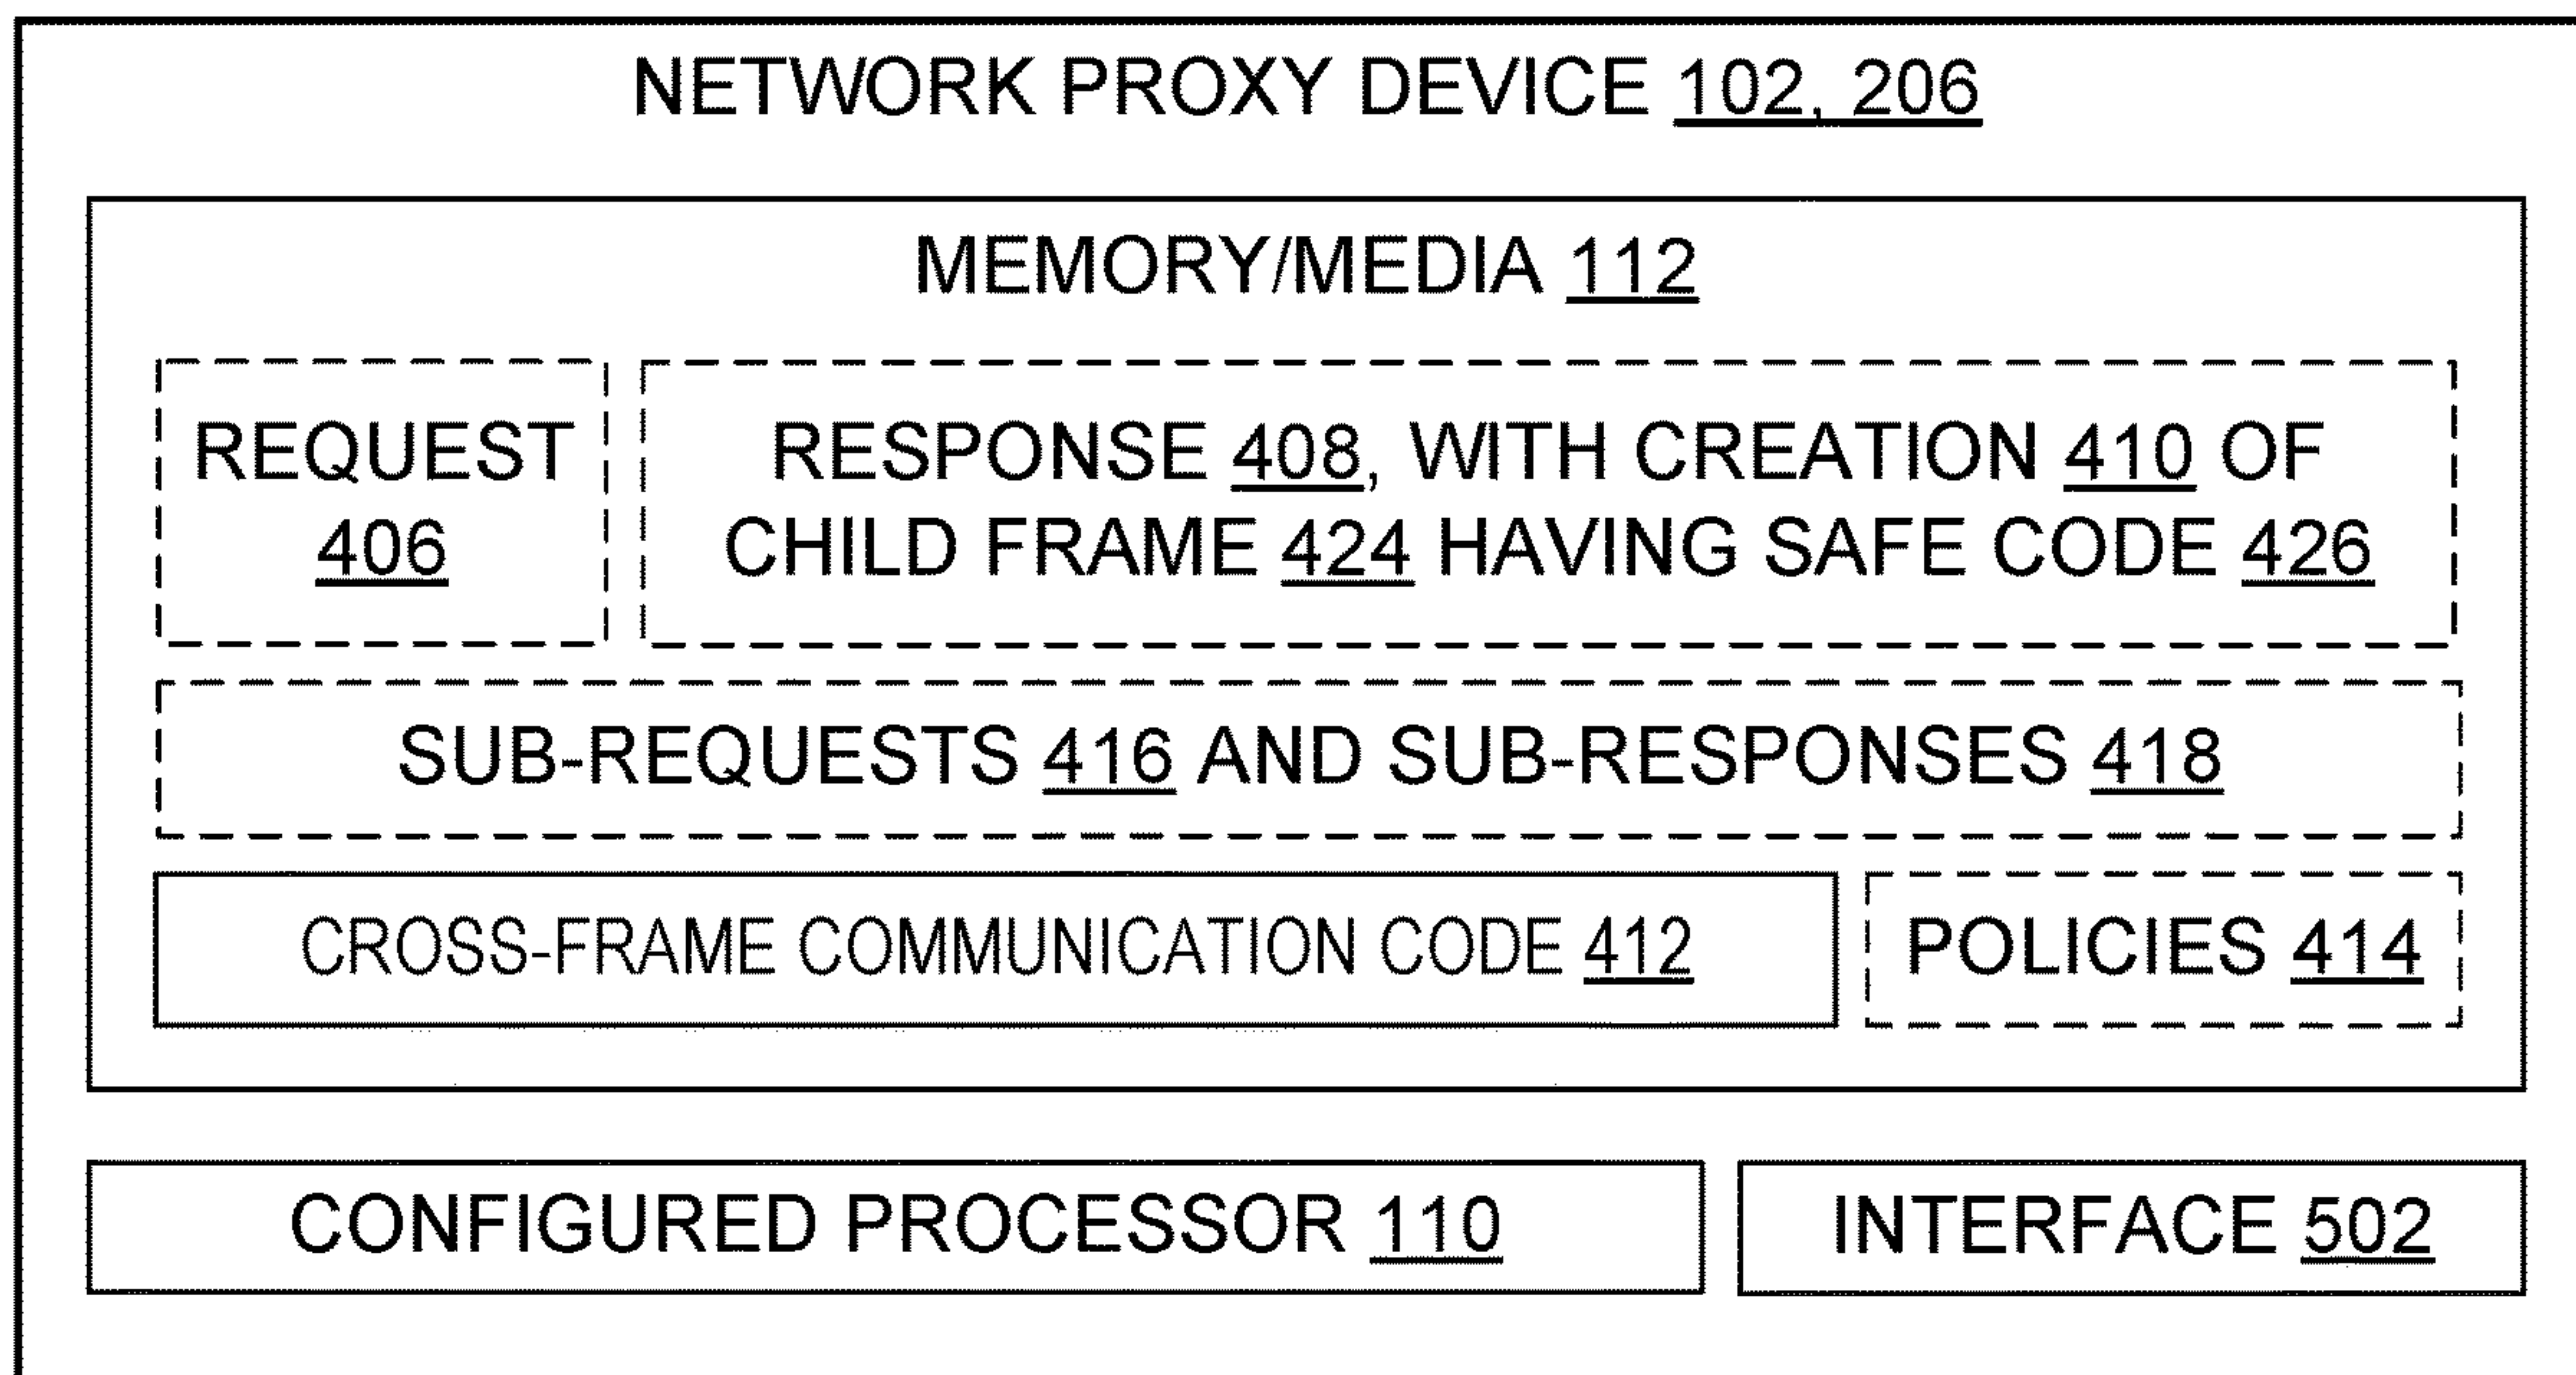 NETWORK PROXY DEVICE 102, 206
MEMORY/MEDIA 112
REQUEST
406
RESPONSE 408, WITH CREATION 410 OF
CHILD FRAME 424 HAVING SAFE CODE 426
SUB-REQUESTS 416 AND SUB-RESPONSES 418
CROSS-FRAME COMMUNICATION CODE 412
POLICIES 414
CONFIGURED PROCESSOR 110
INTERFACE 502